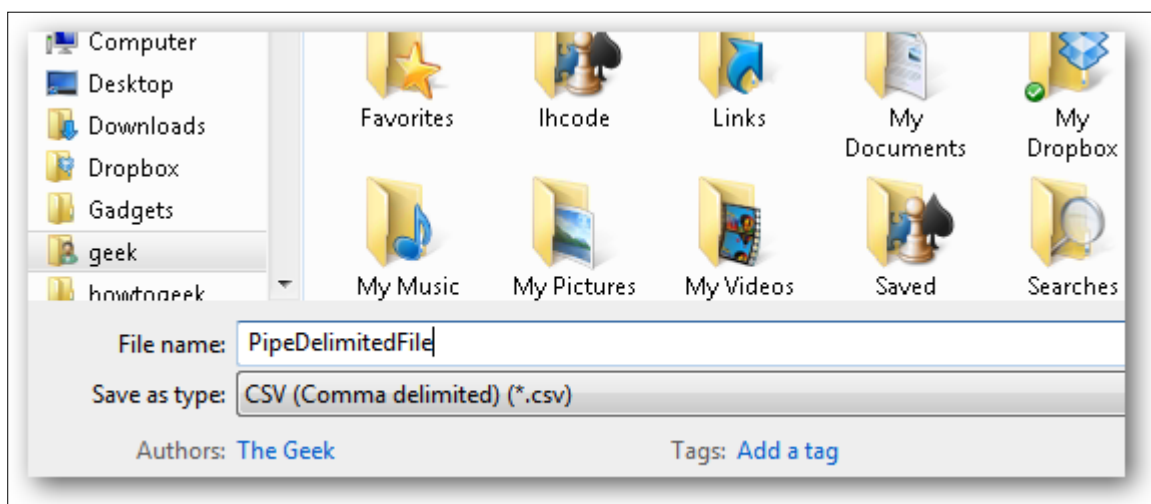 Computer
Desktop
Downloads
Dropbox
Gadgets
geek
howtogeek
Favorites
lhcode
Links
My Documents
My Dropbox
My Music
My Pictures
My Videos
Saved Games
Searches
File name: PipeDelimitedFile
Save as type: CSV (Comma delimited) (*.csv)
Authors: The Geek
Tags: Add a tag